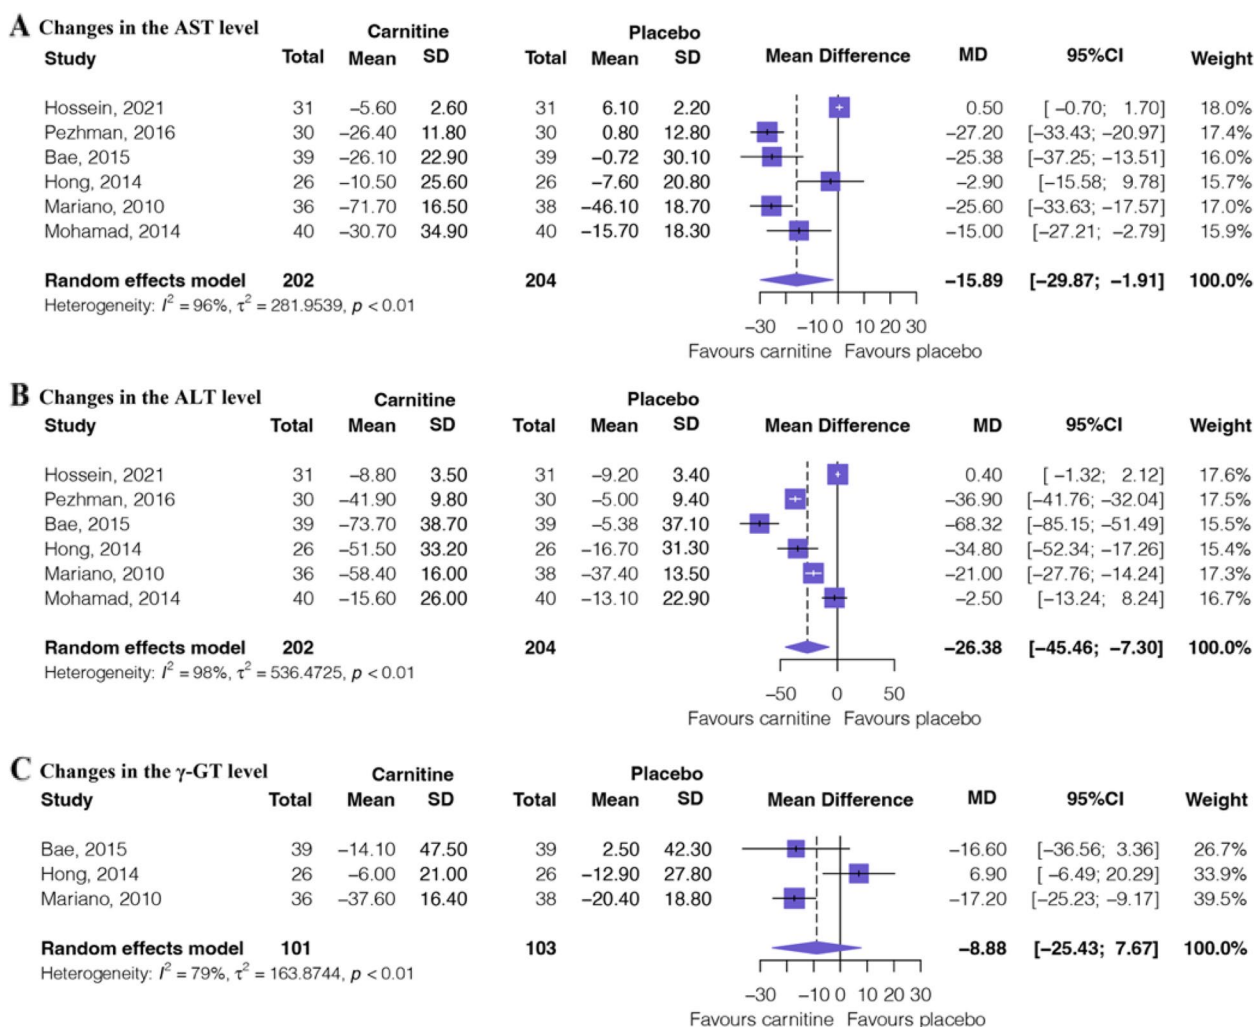 A Changes in the AST level
Carnitine Placebo
Study Total Mean SD Total Mean SD Mean Difference MD 95%CI Weight
Hossein, 2021 31 −5.60 2.60 31 6.10 2.20 0.50 [ −0.70; 1.70] 18.0%
Pezhman, 2016 30 −26.40 11.80 30 0.80 12.80 −27.20 [−33.43; −20.97] 17.4%
Bae, 2015 39 −26.10 22.90 39 −0.72 30.10 −25.38 [−37.25; −13.51] 16.0%
Hong, 2014 26 −10.50 25.60 26 −7.60 20.80 −2.90 [−15.58; 9.78] 15.7%
Mariano, 2010 36 −71.70 16.50 38 −46.10 18.70 −25.60 [−33.63; −17.57] 17.0%
Mohamad, 2014 40 −30.70 34.90 40 −15.70 18.30 −15.00 [−27.21; −2.79] 15.9%
Random effects model 202 204 −15.89 [−29.87; −1.91] 100.0%
Heterogeneity: I² = 96%, τ² = 281.9539, p < 0.01
−30 −10 0 10 20 30
Favours carnitine Favours placebo
B Changes in the ALT level
Carnitine Placebo
Study Total Mean SD Total Mean SD Mean Difference MD 95%CI Weight
Hossein, 2021 31 −8.80 3.50 31 −9.20 3.40 0.40 [ −1.32; 2.12] 17.6%
Pezhman, 2016 30 −41.90 9.80 30 −5.00 9.40 −36.90 [−41.76; −32.04] 17.5%
Bae, 2015 39 −73.70 38.70 39 −5.38 37.10 −68.32 [−85.15; −51.49] 15.5%
Hong, 2014 26 −51.50 33.20 26 −16.70 31.30 −34.80 [−52.34; −17.26] 15.4%
Mariano, 2010 36 −58.40 16.00 38 −37.40 13.50 −21.00 [−27.76; −14.24] 17.3%
Mohamad, 2014 40 −15.60 26.00 40 −13.10 22.90 −2.50 [−13.24; 8.24] 16.7%
Random effects model 202 204 −26.38 [−45.46; −7.30] 100.0%
Heterogeneity: I² = 98%, τ² = 536.4725, p < 0.01
−50 0 50
Favours carnitine Favours placebo
C Changes in the γ-GT level
Carnitine Placebo
Study Total Mean SD Total Mean SD Mean Difference MD 95%CI Weight
Bae, 2015 39 −14.10 47.50 39 2.50 42.30 −16.60 [−36.56; 3.36] 26.7%
Hong, 2014 26 −6.00 21.00 26 −12.90 27.80 6.90 [ −6.49; 20.29] 33.9%
Mariano, 2010 36 −37.60 16.40 38 −20.40 18.80 −17.20 [−25.23; −9.17] 39.5%
Random effects model 101 103 −8.88 [−25.43; 7.67] 100.0%
Heterogeneity: I² = 79%, τ² = 163.8744, p < 0.01
−30 −10 0 10 20 30
Favours carnitine Favours placebo